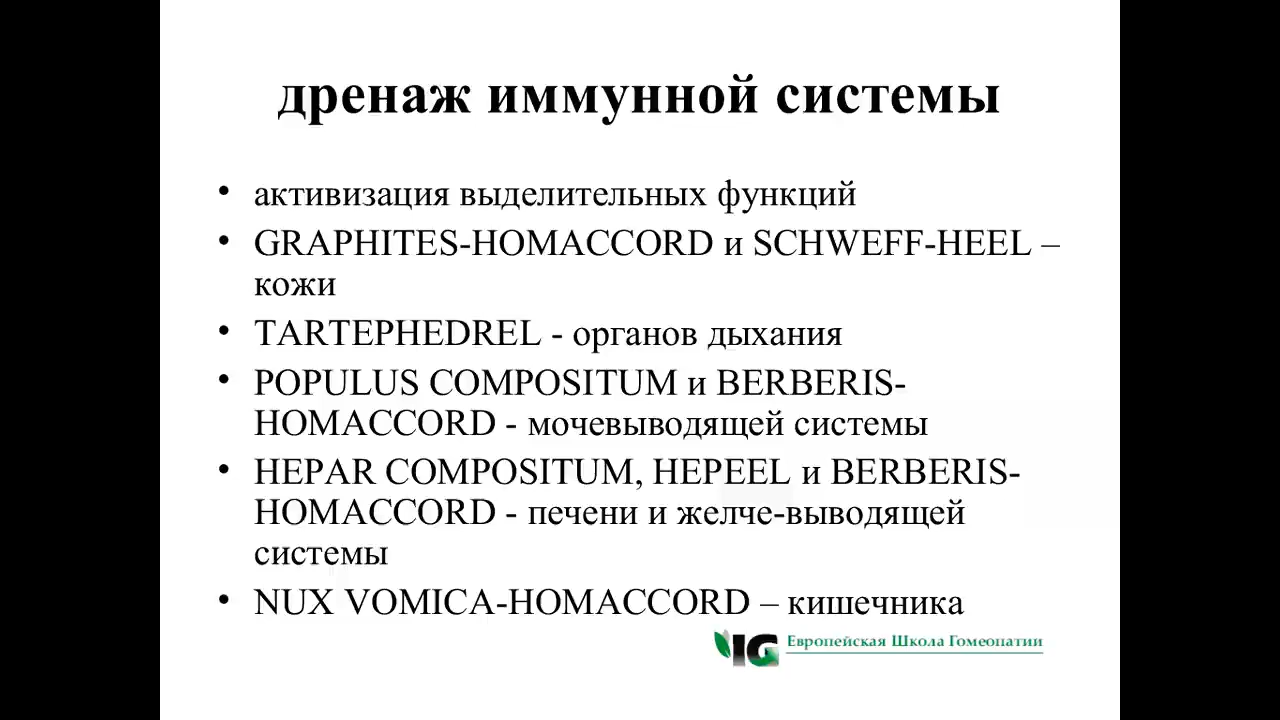 дренаж иммунной системы
• активизация выделительных функций
• GRAPHITES-HOMACCORD и SCHWEFF-HEEL –
кожи
• TARTEPHEDREL - органов дыхания
• POPULUS COMPOSITUM и BERBERIS-
HOMACCORD - мочевыводящей системы
• HEPAR COMPOSITUM, HEPEEL и BERBERIS-
HOMACCORD - печени и желче-выводящей
системы
• NUX VOMICA-HOMACCORD – кишечника
IG Европейская Школа Гомеопатии